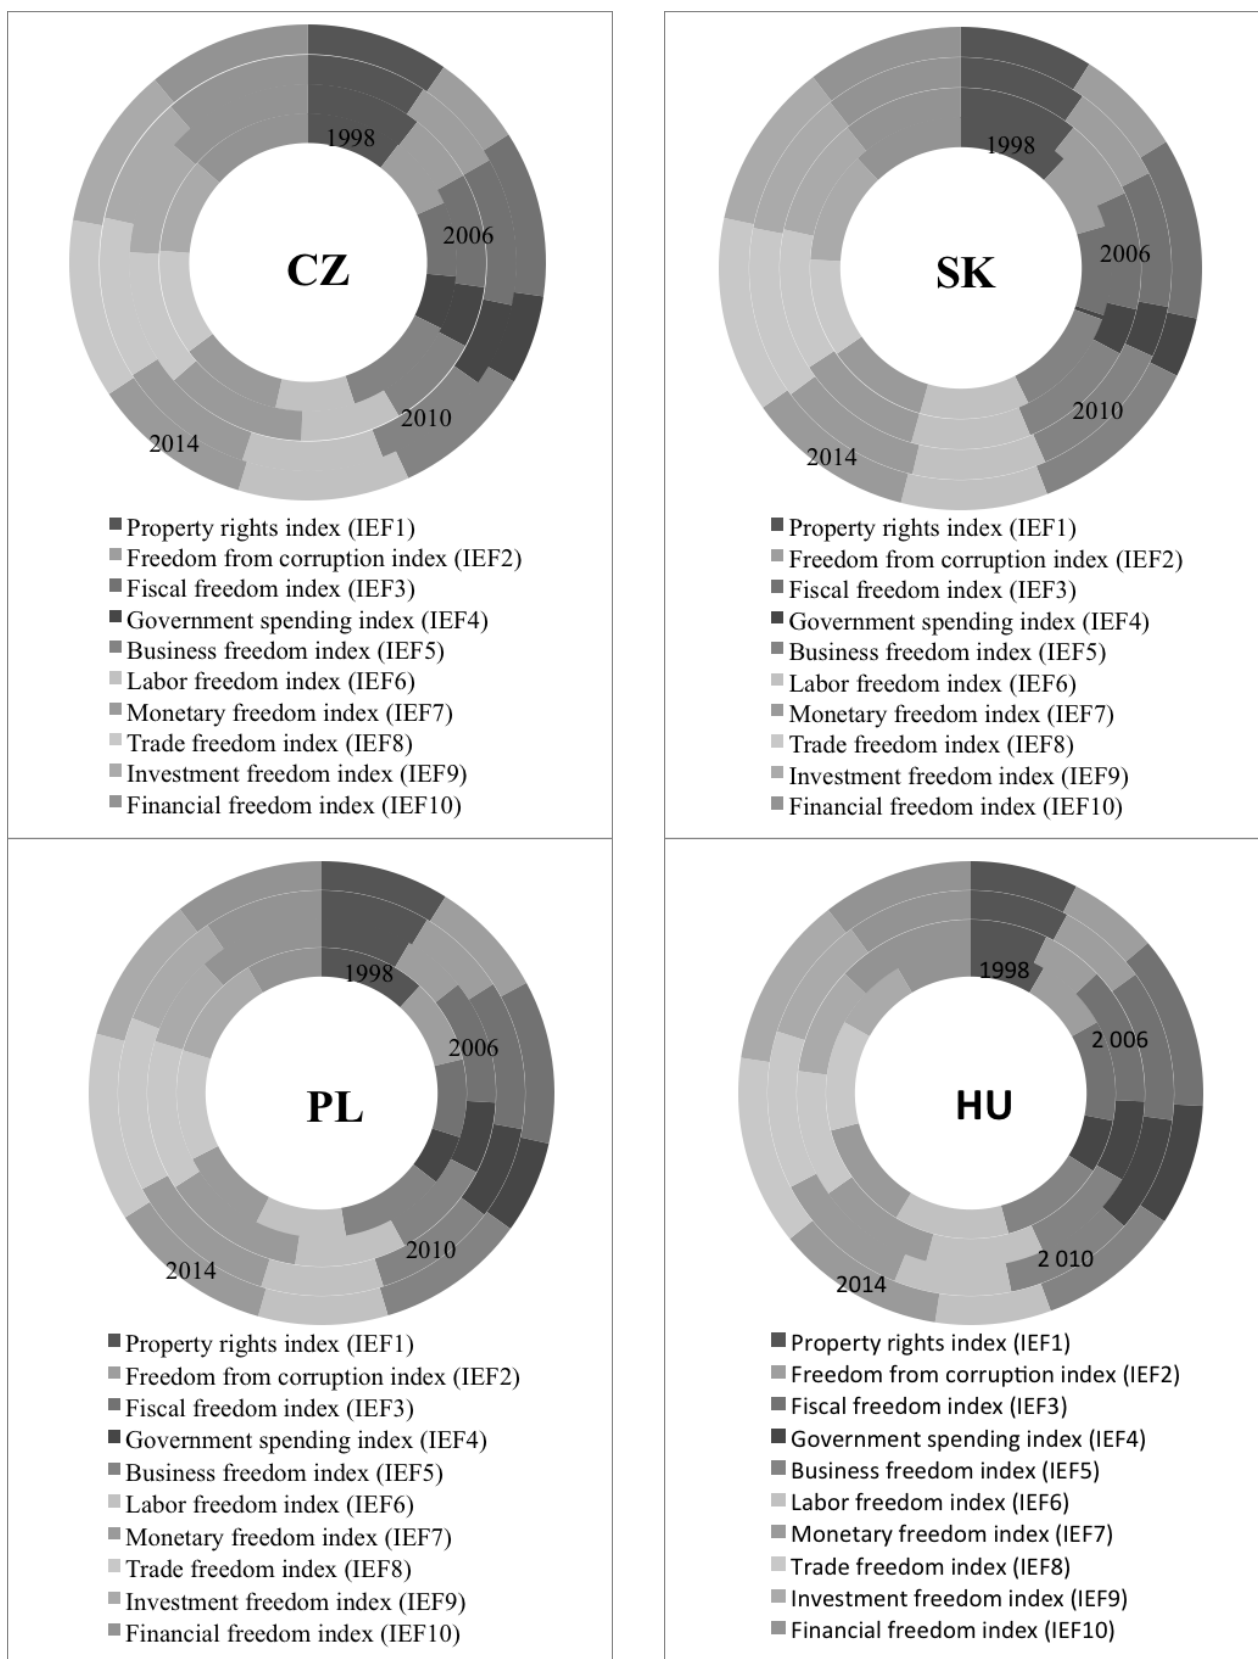 1998
2006
CZ
2010
2014
Property rights index (IEF1)
Freedom from corruption index (IEF2)
Fiscal freedom index (IEF3)
Government spending index (IEF4)
Business freedom index (IEF5)
Labor freedom index (IEF6)
Monetary freedom index (IEF7)
Trade freedom index (IEF8)
Investment freedom index (IEF9)
Financial freedom index (IEF10)
1998
2006
SK
2010
2014
Property rights index (IEF1)
Freedom from corruption index (IEF2)
Fiscal freedom index (IEF3)
Government spending index (IEF4)
Business freedom index (IEF5)
Labor freedom index (IEF6)
Monetary freedom index (IEF7)
Trade freedom index (IEF8)
Investment freedom index (IEF9)
Financial freedom index (IEF10)
1998
2006
PL
2010
2014
Property rights index (IEF1)
Freedom from corruption index (IEF2)
Fiscal freedom index (IEF3)
Government spending index (IEF4)
Business freedom index (IEF5)
Labor freedom index (IEF6)
Monetary freedom index (IEF7)
Trade freedom index (IEF8)
Investment freedom index (IEF9)
Financial freedom index (IEF10)
1998
2 006
HU
2 010
2014
Property rights index (IEF1)
Freedom from corruption index (IEF2)
Fiscal freedom index (IEF3)
Government spending index (IEF4)
Business freedom index (IEF5)
Labor freedom index (IEF6)
Monetary freedom index (IEF7)
Trade freedom index (IEF8)
Investment freedom index (IEF9)
Financial freedom index (IEF10)